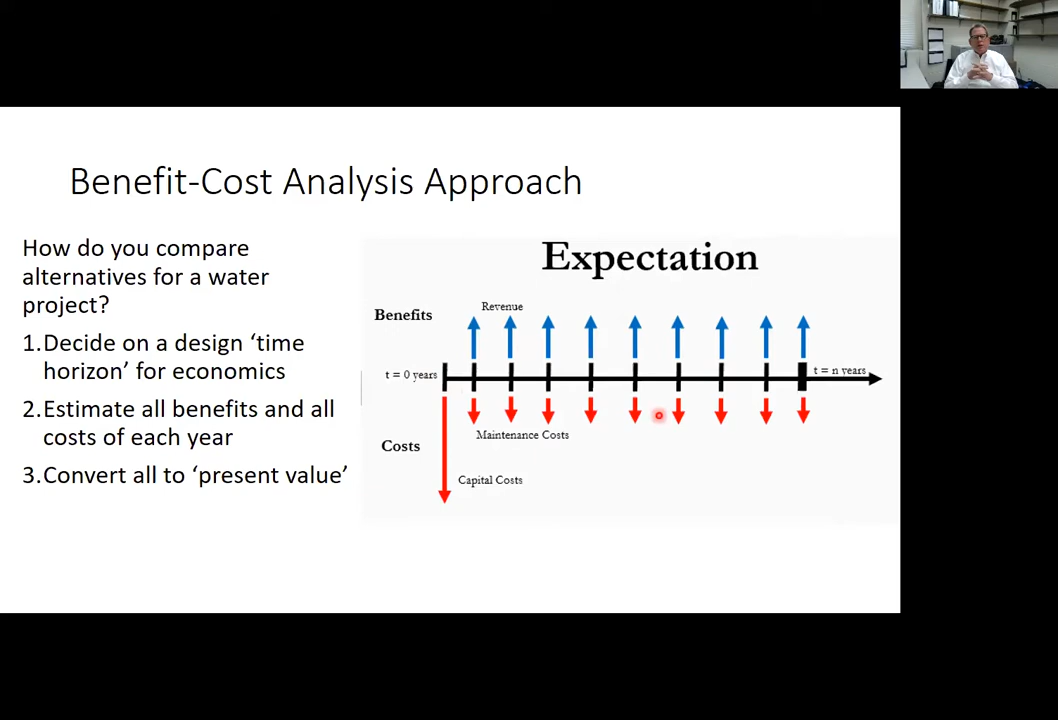 Benefit-Cost Analysis Approach
How do you compare
alternatives for a water
project?
1.Decide on a design ‘time
horizon’ for economics
2.Estimate all benefits and all
costs of each year
3.Convert all to ‘present value’
Expectation
Benefits
Revenue
t = 0 years
t = n years
Maintenance Costs
Costs
Capital Costs